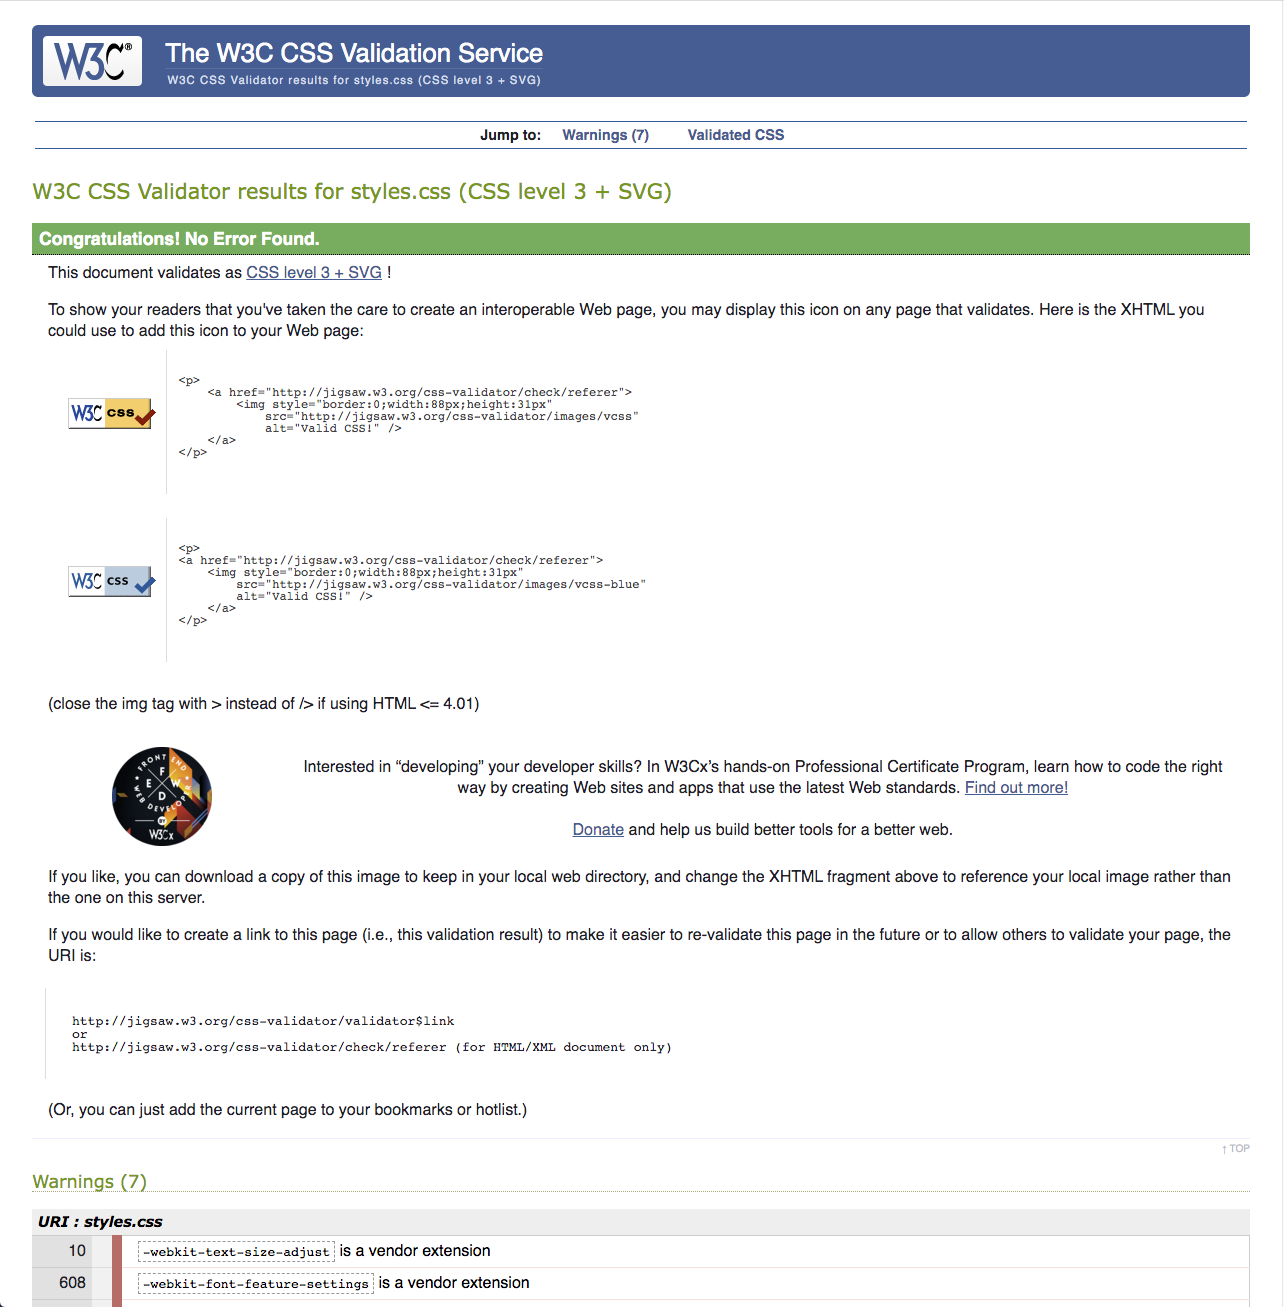 W3C®
The W3C CSS Validation Service
W3C CSS Validator results for styles.css (CSS level 3 + SVG)
Jump to: Warnings (7) Validated CSS
W3C CSS Validator results for styles.css (CSS level 3 + SVG)
Congratulations! No Error Found.
This document validates as CSS level 3 + SVG !
To show your readers that you've taken the care to create an interoperable Web page, you may display this icon on any page that validates. Here is the XHTML you
could use to add this icon to your Web page:
W3C css
<p>
<a href="http://jigsaw.w3.org/css-validator/check/referer">
<img style="border:0;width:88px;height:31px"
src="http://jigsaw.w3.org/css-validator/images/vcss"
alt="Valid CSS!" />
</a>
</p>
W3C css
<p>
<a href="http://jigsaw.w3.org/css-validator/check/referer">
<img style="border:0;width:88px;height:31px"
src="http://jigsaw.w3.org/css-validator/images/vcss-blue"
alt="Valid CSS!" />
</a>
</p>
(close the img tag with > instead of /> if using HTML <= 4.01)
FRONT END
F
E W
D
WEB DEVELOPER
BY
W3Cx
Interested in “developing” your developer skills? In W3Cx’s hands-on Professional Certificate Program, learn how to code the right
way by creating Web sites and apps that use the latest Web standards. Find out more!
Donate and help us build better tools for a better web.
If you like, you can download a copy of this image to keep in your local web directory, and change the XHTML fragment above to reference your local image rather than
the one on this server.
If you would like to create a link to this page (i.e., this validation result) to make it easier to re-validate this page in the future or to allow others to validate your page, the
URI is:
http://jigsaw.w3.org/css-validator/validator$link
or
http://jigsaw.w3.org/css-validator/check/referer (for HTML/XML document only)
(Or, you can just add the current page to your bookmarks or hotlist.)
↑ TOP
Warnings (7)
URI : styles.css
10 -webkit-text-size-adjust is a vendor extension
608 -webkit-font-feature-settings is a vendor extension